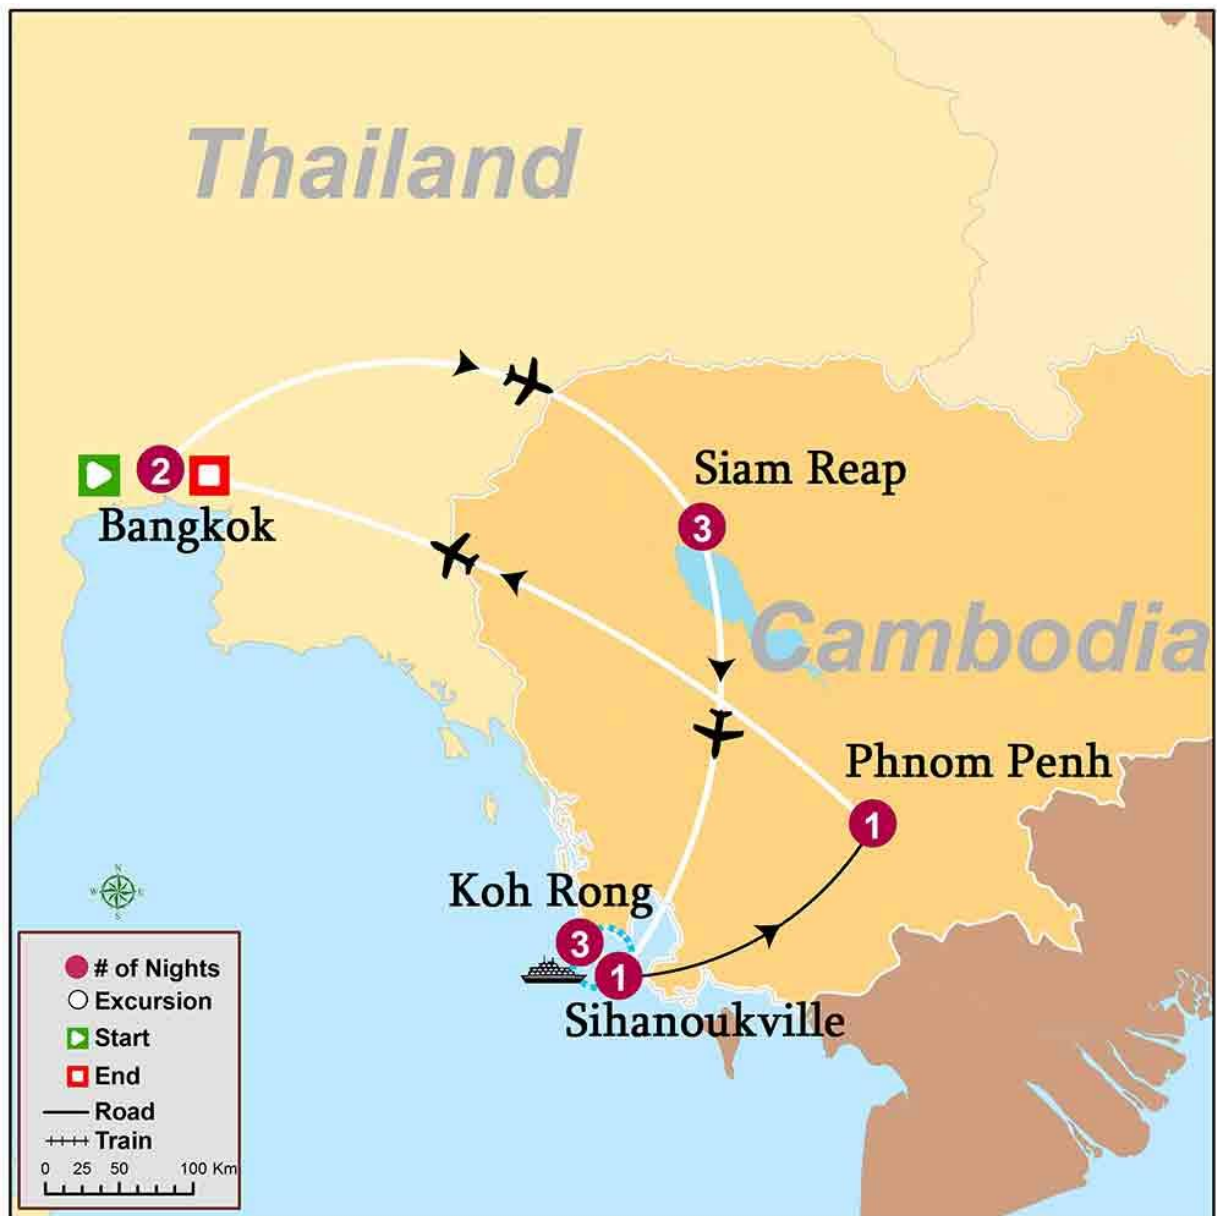 Thailand
Siam Reap
2
Bangkok
3
Cambodia
Phnom Penh
1
Koh Rong
3
1
Sihanoukville
N
W E
S
# of Nights
Excursion
Start
End
Road
Train
0 25 50 100 Km